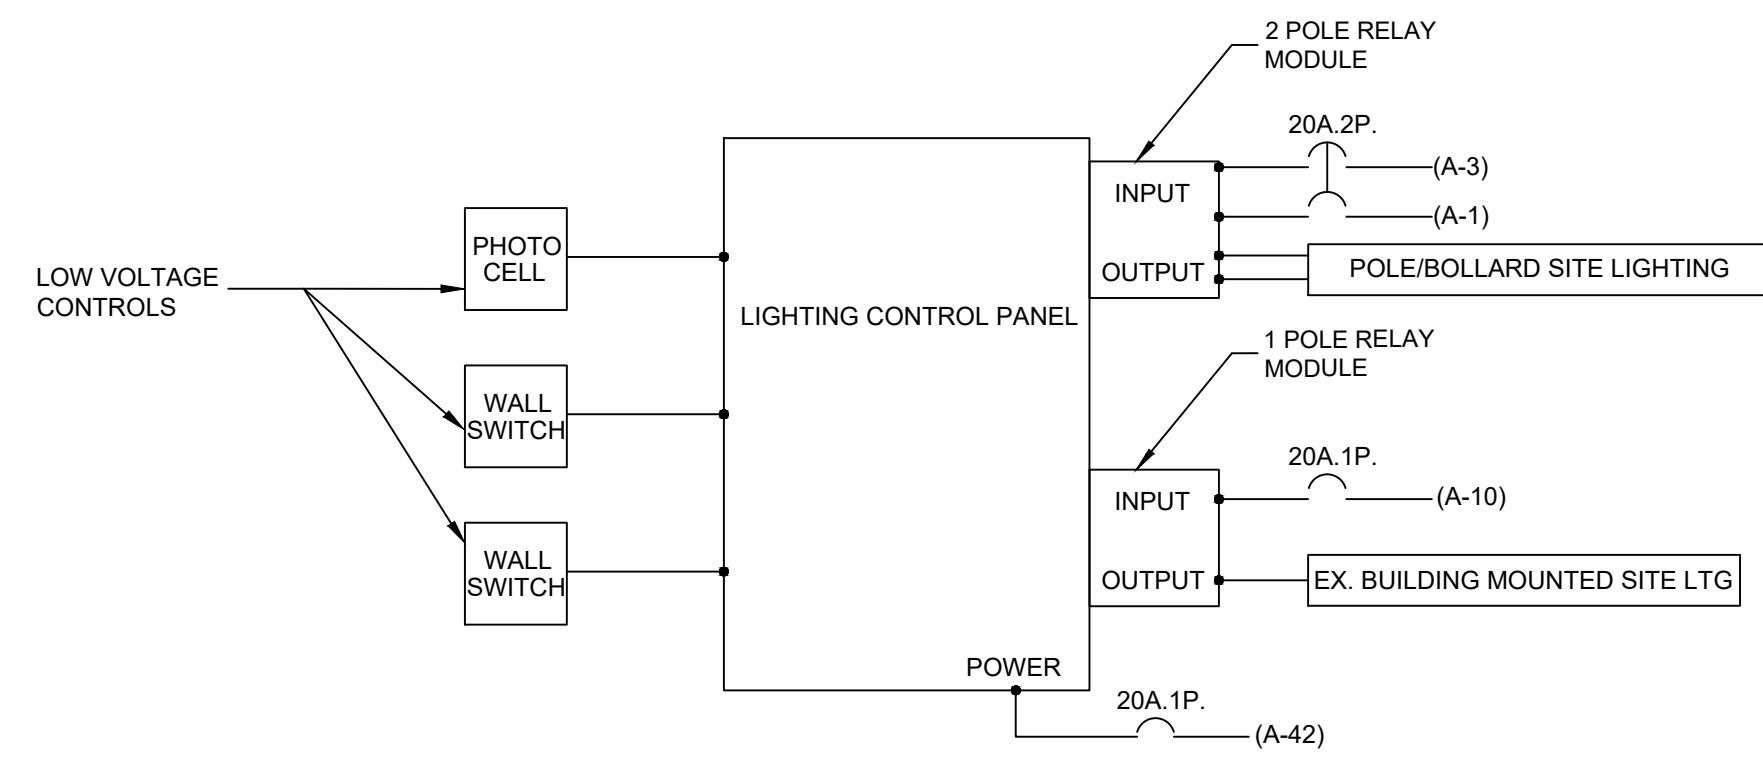 2 POLE RELAY
MODULE
20A.2P.
(A-3)
INPUT
(A-1)
PHOTO
CELL
OUTPUT
POLE/BOLLARD SITE LIGHTING
LOW VOLTAGE
CONTROLS
LIGHTING CONTROL PANEL
1 POLE RELAY
MODULE
WALL
SWITCH
20A.1P.
INPUT
(A-10)
WALL
SWITCH
OUTPUT
EX. BUILDING MOUNTED SITE LTG
POWER
20A.1P.
(A-42)